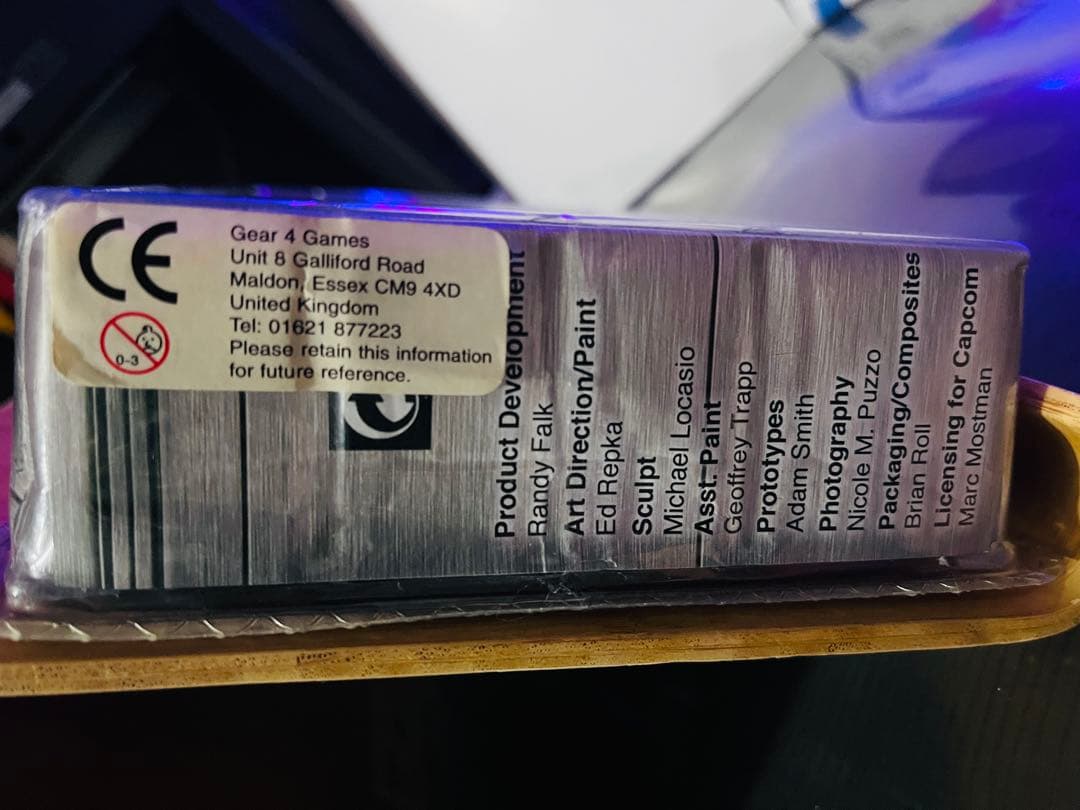 CE
Gear 4 Games
Unit 8 Galliford Road
Maldon, Essex CM9 4XD
United Kingdom
Tel: 01621 877223
Please retain this information
for future reference.
0-3
Product Development
Randy Falk
Art Direction/Paint
Ed Repka
Sculpt
Michael Locasio
Asst. Paint
Geoffrey Trapp
Prototypes
Adam Smith
Photography
Nicole M. Puzzo
Packaging/Composites
Brian Roll
Licensing for Capcom
Marc Mostman